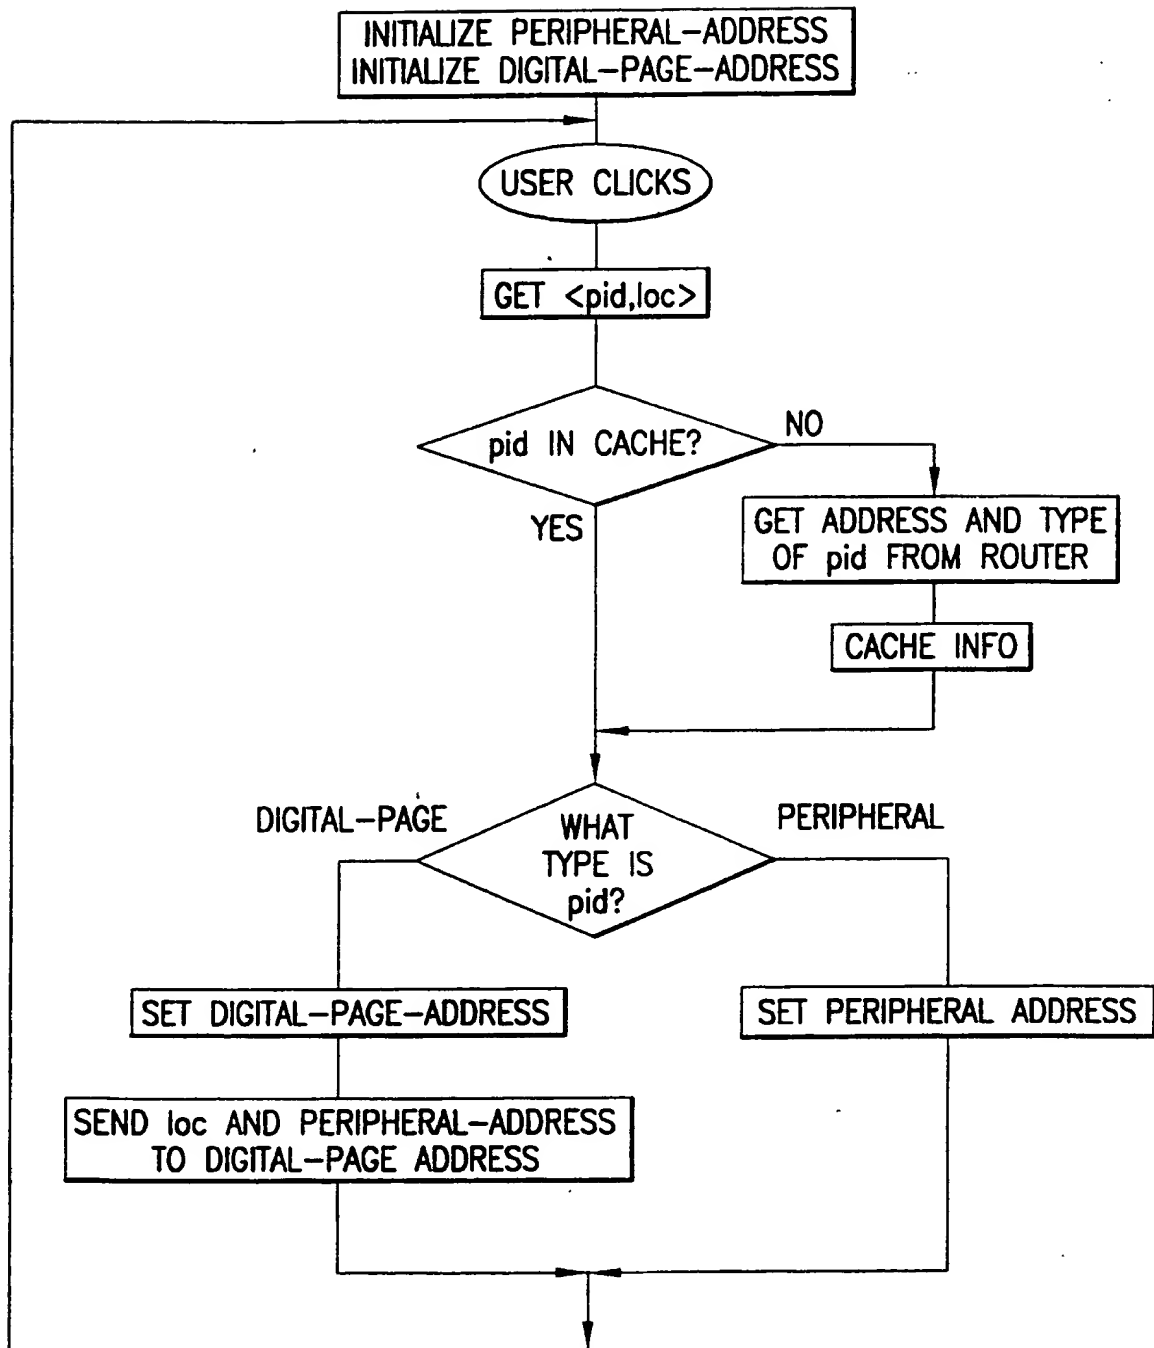 INITIALIZE PERIPHERAL-ADDRESS
INITIALIZE DIGITAL-PAGE-ADDRESS
USER CLICKS
GET <pid,loc>
pid IN CACHE?
NO
YES
GET ADDRESS AND TYPE
OF pid FROM ROUTER
CACHE INFO
DIGITAL-PAGE
WHAT
TYPE IS
pid?
PERIPHERAL
SET DIGITAL-PAGE-ADDRESS
SET PERIPHERAL ADDRESS
SEND loc AND PERIPHERAL-ADDRESS
TO DIGITAL-PAGE ADDRESS